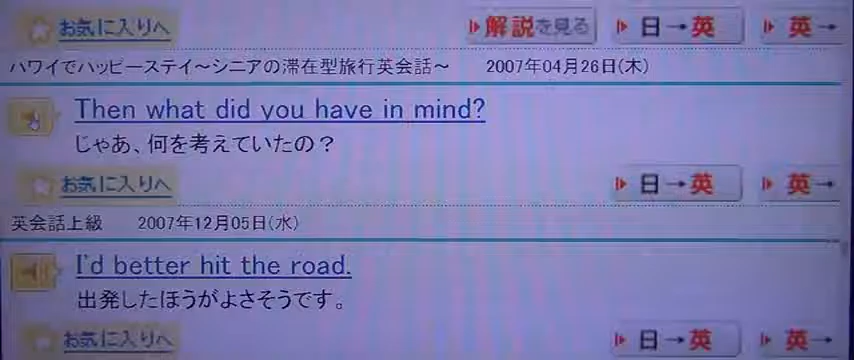 お気に入りへ 解説を見る 日→英 英→
ハワイでハッピーステイ～シニアの滞在型旅行英会話～ 2007年04月26日(木)
Then what did you have in mind?
じゃあ、何を考えていたの？
お気に入りへ 日→英 英→
英会話上級 2007年12月05日(水)
I'd better hit the road.
出発したほうがよさそうです。
お気に入りへ 日→英 英→